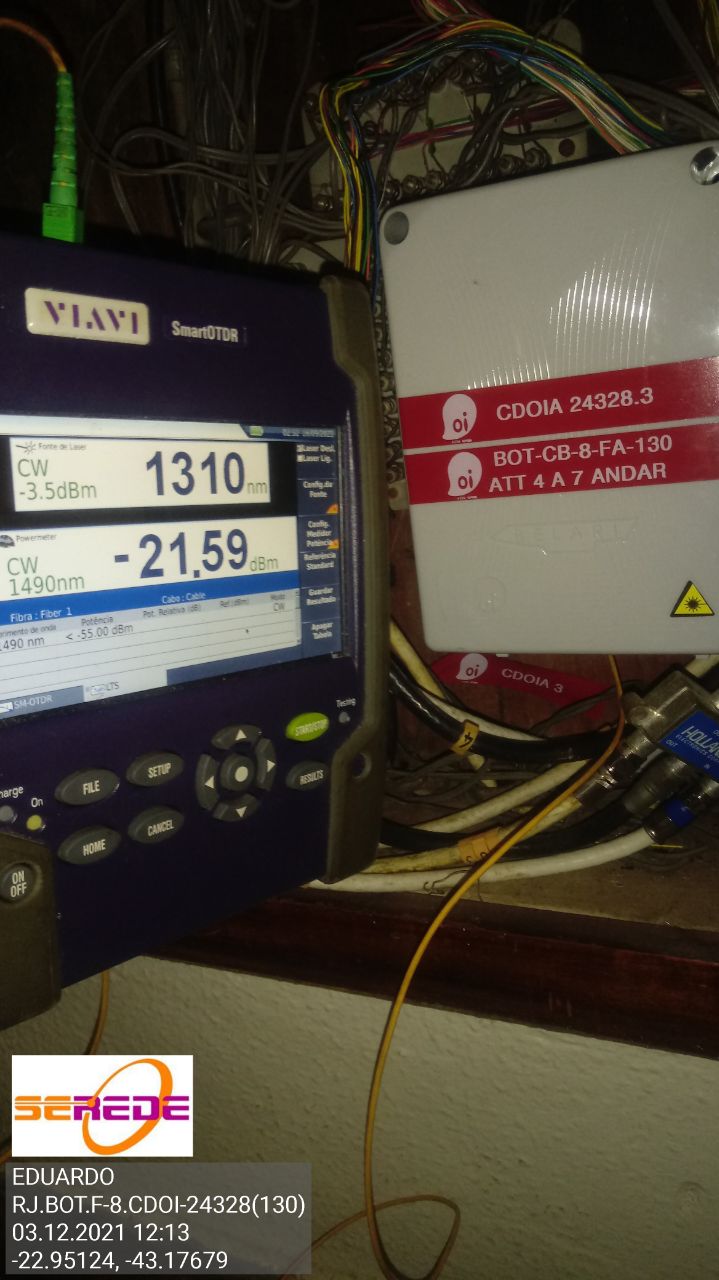 VIAVI
SmartOTDR
Fonte de Laser
CW
-3.5dBm
1310 nm
Laser Desl.
Laser Lig.
Config.da
Fonte
Powermeter
CW
1490nm
-21.59 dBm
Config.
Medidor
Potência
Referência
Standard
Guardar
Resultado
Apagar
Tabela
Fibra : Fiber 1
Cabo : Cable
Potência
Pot. Relativa (dB)
Ref.(dBm)
Modo
< -55.00 dBm
CW
SM-OTDR
LTS
START/STOP
Testing
FILE
SETUP
RESULTS
On
HOME
CANCEL
ON
OFF
oi
CDOIA 24328.3
oi
BOT-CB-8-FA-130
ATT 4 A 7 ANDAR
oi
CDOIA 3
OUT
SEREDE
EDUARDO
RJ.BOT.F-8.CDOI-24328(130)
03.12.2021 12:13
-22.95124, -43.17679